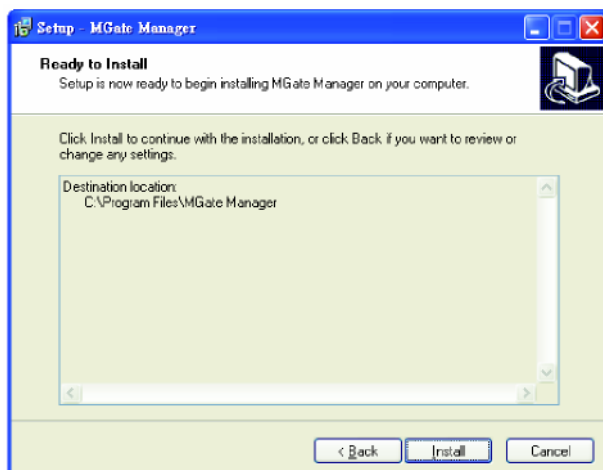 Setup - MGate Manager
Ready to Install
Setup is now ready to begin installing MGate Manager on your computer.
Click Install to continue with the installation, or click Back if you want to review or
change any settings.
Destination location:
C:\Program Files\MGate Manager
< Back
Install
Cancel